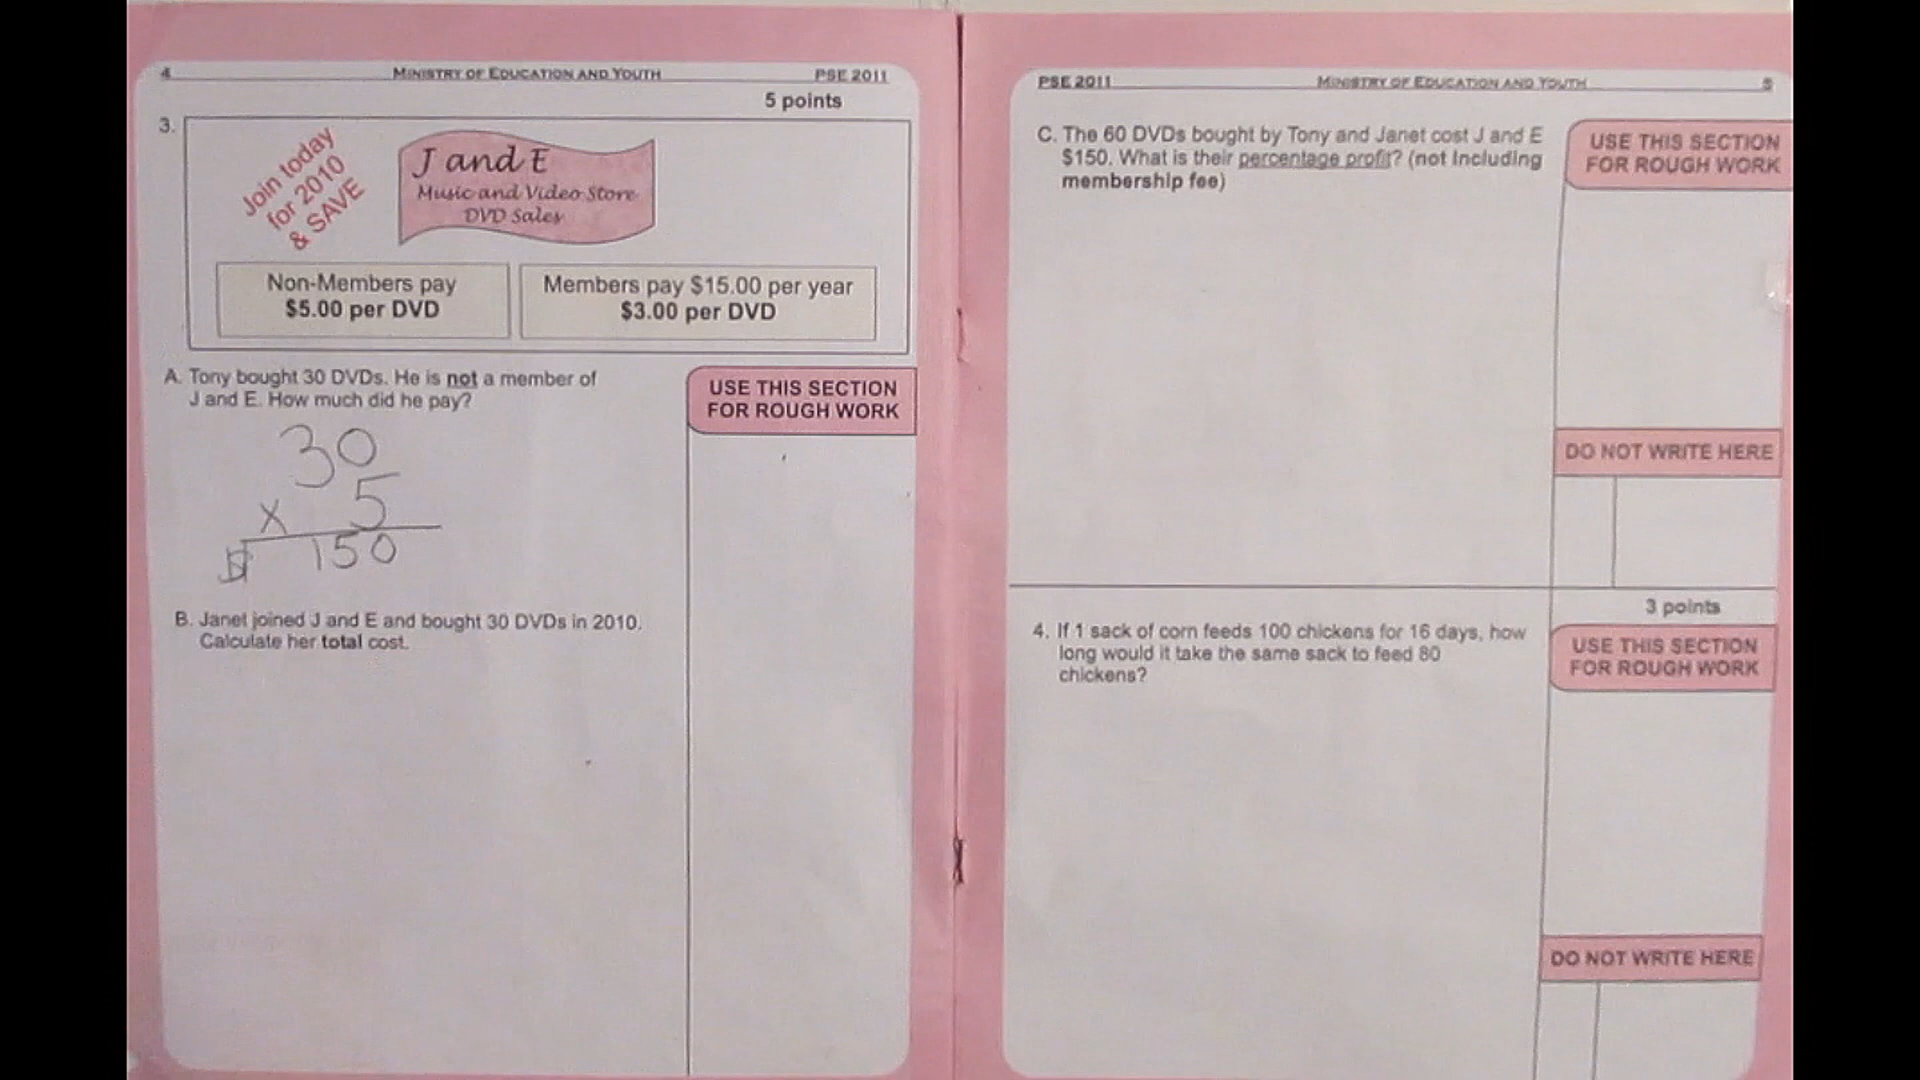 4 MINISTRY OF EDUCATION AND YOUTH PSE 2011
5 points
3.
Join today
for 2010
& SAVE
J and E
Music and Video Store
DVD Sales
Non-Members pay
$5.00 per DVD
Members pay $15.00 per year
$3.00 per DVD
A. Tony bought 30 DVDs. He is not a member of
J and E. How much did he pay?
USE THIS SECTION
FOR ROUGH WORK
30
x 5
$ 150
B. Janet joined J and E and bought 30 DVDs in 2010.
Calculate her total cost.
PSE 2011 MINISTRY OF EDUCATION AND YOUTH 5
C. The 60 DVDs bought by Tony and Janet cost J and E
$150. What is their percentage profit? (not including
membership fee)
USE THIS SECTION
FOR ROUGH WORK
DO NOT WRITE HERE
3 points
4. If 1 sack of corn feeds 100 chickens for 16 days, how
long would it take the same sack to feed 80
chickens?
USE THIS SECTION
FOR ROUGH WORK
DO NOT WRITE HERE